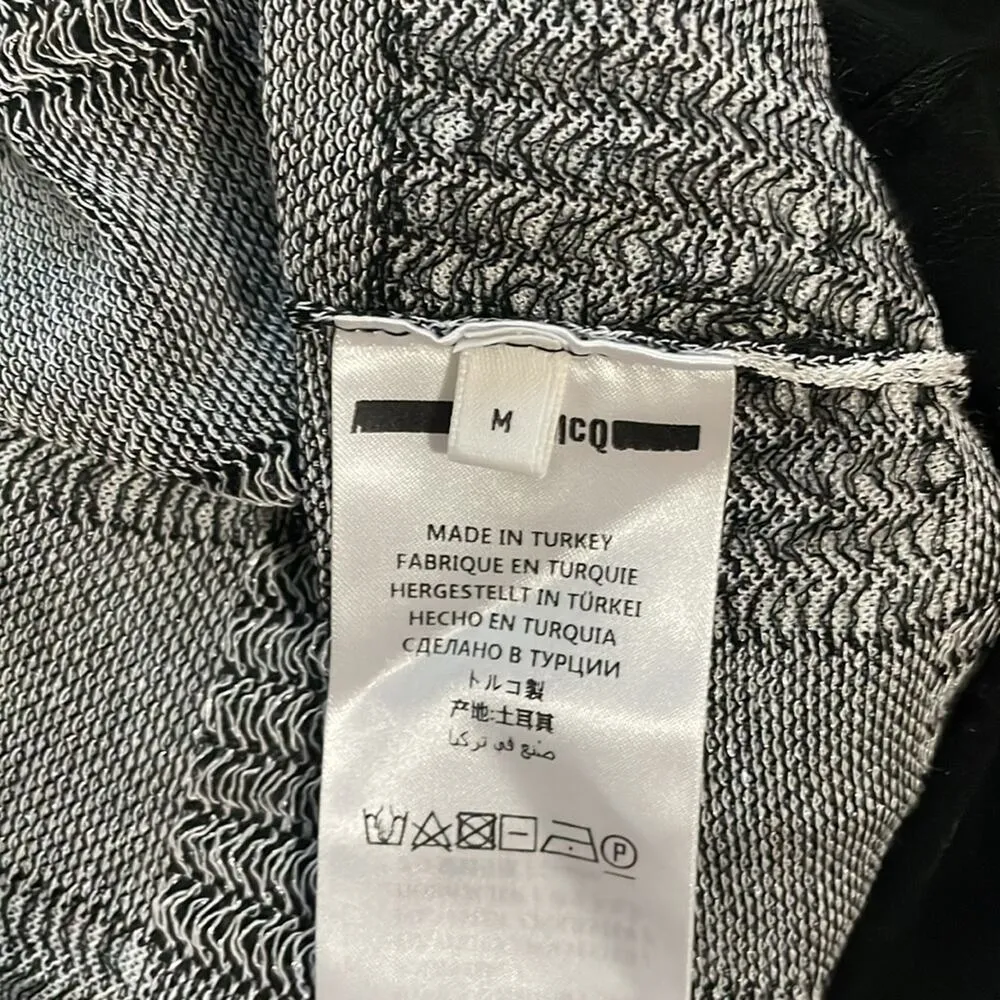 M
ICQ
MADE IN TURKEY
FABRIQUE EN TURQUIE
HERGESTELLT IN TÜRKEI
HECHO EN TURQUIA
СДЕЛАНО В ТУРЦИИ
トルコ製
产地:土耳其
صنع في تركيا
P